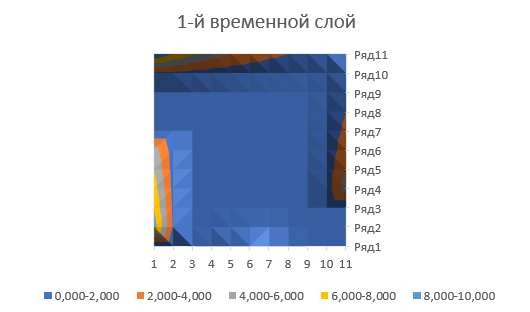 1-й временной слой
Ряд11
Ряд10
Ряд9
Ряд8
Ряд7
Ряд6
Ряд5
Ряд4
Ряд3
Ряд2
Ряд1
1 2 3 4 5 6 7 8 9 10 11
0,000-2,000 2,000-4,000 4,000-6,000 6,000-8,000 8,000-10,000